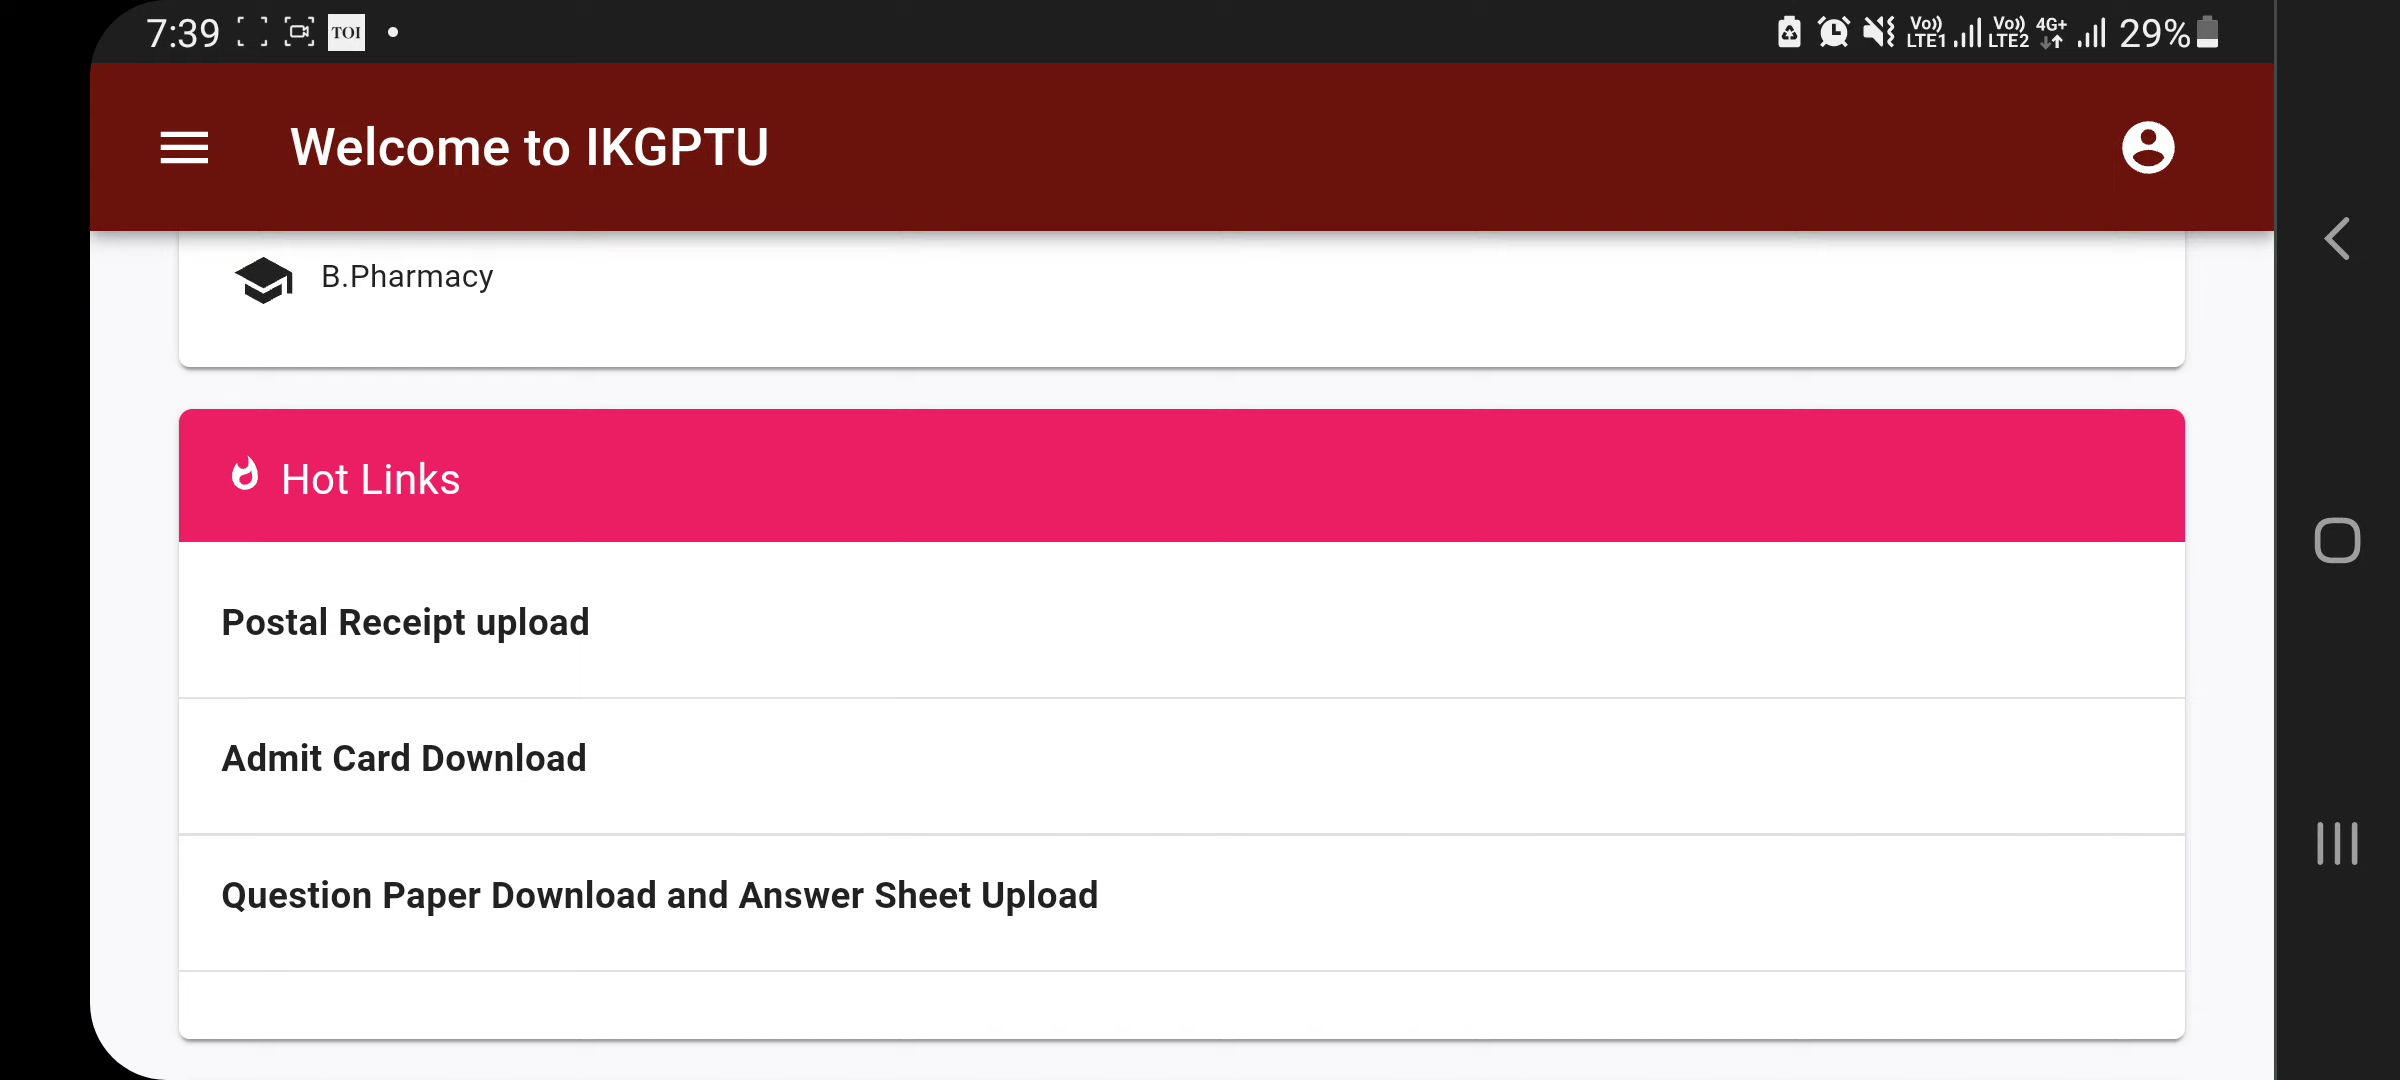 7:39 TOI Vo)) LTE1 Vo)) LTE2 4G+ 29%
Welcome to IKGPTU
B.Pharmacy
Hot Links
Postal Receipt upload
Admit Card Download
Question Paper Download and Answer Sheet Upload